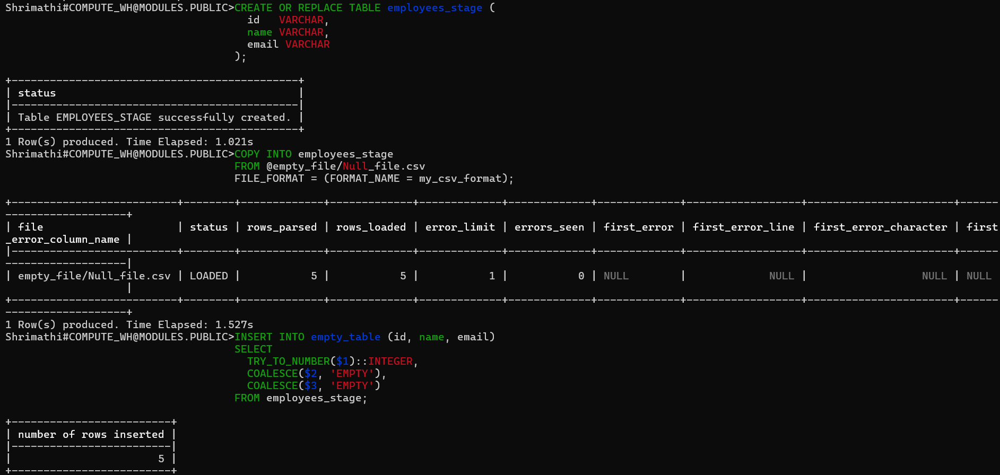 Shrimathi#COMPUTE_WH@MODULES.PUBLIC>CREATE OR REPLACE TABLE employees_stage (
                                      id   VARCHAR,
                                      name VARCHAR,
                                      email VARCHAR
                                    );

+---------------------------------------------+
| status                                      |
|---------------------------------------------|
| Table EMPLOYEES_STAGE successfully created. |
+---------------------------------------------+
1 Row(s) produced. Time Elapsed: 1.021s
Shrimathi#COMPUTE_WH@MODULES.PUBLIC>COPY INTO employees_stage
                                    FROM @empty_file/Null_file.csv
                                    FILE_FORMAT = (FORMAT_NAME = my_csv_format);

+--------------------------+--------+-------------+-------------+-------------+-------------+-------------+------------------+-----------------------+------
-------------------+
| file                     | status | rows_parsed | rows_loaded | error_limit | errors_seen | first_error | first_error_line | first_error_character | first
_error_column_name |
|--------------------------+--------+-------------+-------------+-------------+-------------+-------------+------------------+-----------------------+------
-------------------|
| empty_file/Null_file.csv | LOADED |           5 |           5 |           1 |           0 | NULL        |             NULL |                  NULL | NULL
                   |
+--------------------------+--------+-------------+-------------+-------------+-------------+-------------+------------------+-----------------------+------
-------------------+
1 Row(s) produced. Time Elapsed: 1.527s
Shrimathi#COMPUTE_WH@MODULES.PUBLIC>INSERT INTO empty_table (id, name, email)
                                    SELECT
                                      TRY_TO_NUMBER($1)::INTEGER,
                                      COALESCE($2, 'EMPTY'),
                                      COALESCE($3, 'EMPTY')
                                    FROM employees_stage;

+-------------------------+
| number of rows inserted |
|-------------------------|
|                       5 |
+-------------------------+